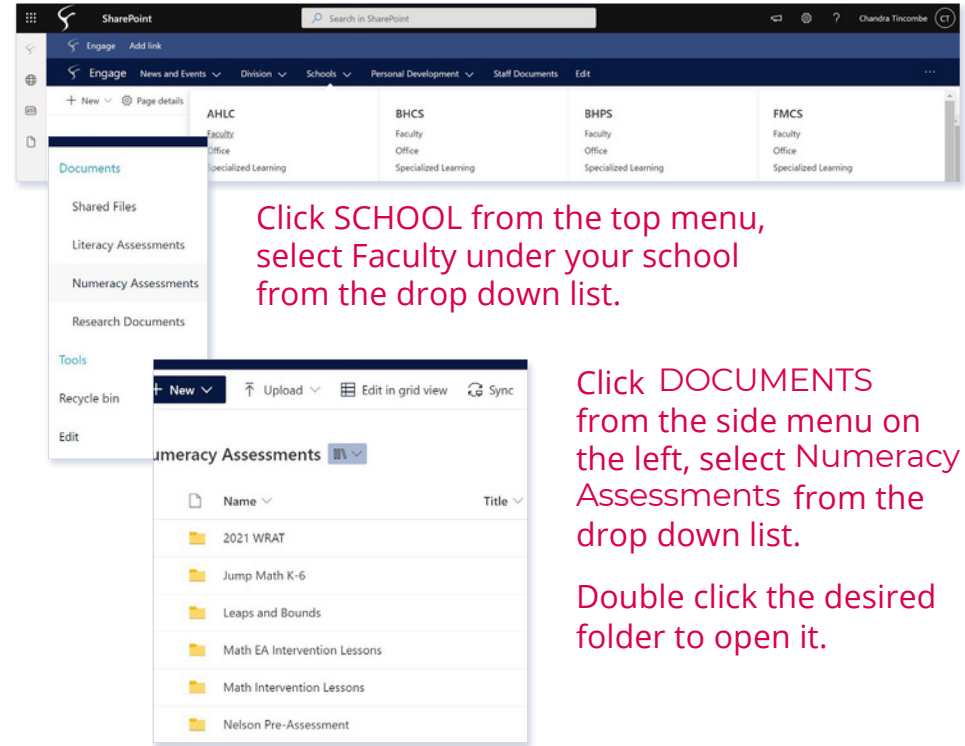 SharePoint Search in SharePoint ? Chandra Tincombe CT
Engage Add link
Engage News and Events Division Schools Personal Development Staff Documents Edit ...
+ New Page details
AHLC BHCS BHPS FMCS
Faculty Faculty Faculty Faculty
Office Office Office Office
Specialized Learning Specialized Learning Specialized Learning Specialized Learning
Documents
Shared Files
Literacy Assessments
Numeracy Assessments
Research Documents
Tools
Recycle bin
Edit
Click SCHOOL from the top menu,
select Faculty under your school
from the drop down list.
+ New Upload Edit in grid view Sync
umeracy Assessments
Name Title
2021 WRAT
Jump Math K-6
Leaps and Bounds
Math EA Intervention Lessons
Math Intervention Lessons
Nelson Pre-Assessment
Click DOCUMENTS
from the side menu on
the left, select Numeracy
Assessments from the
drop down list.
Double click the desired
folder to open it.